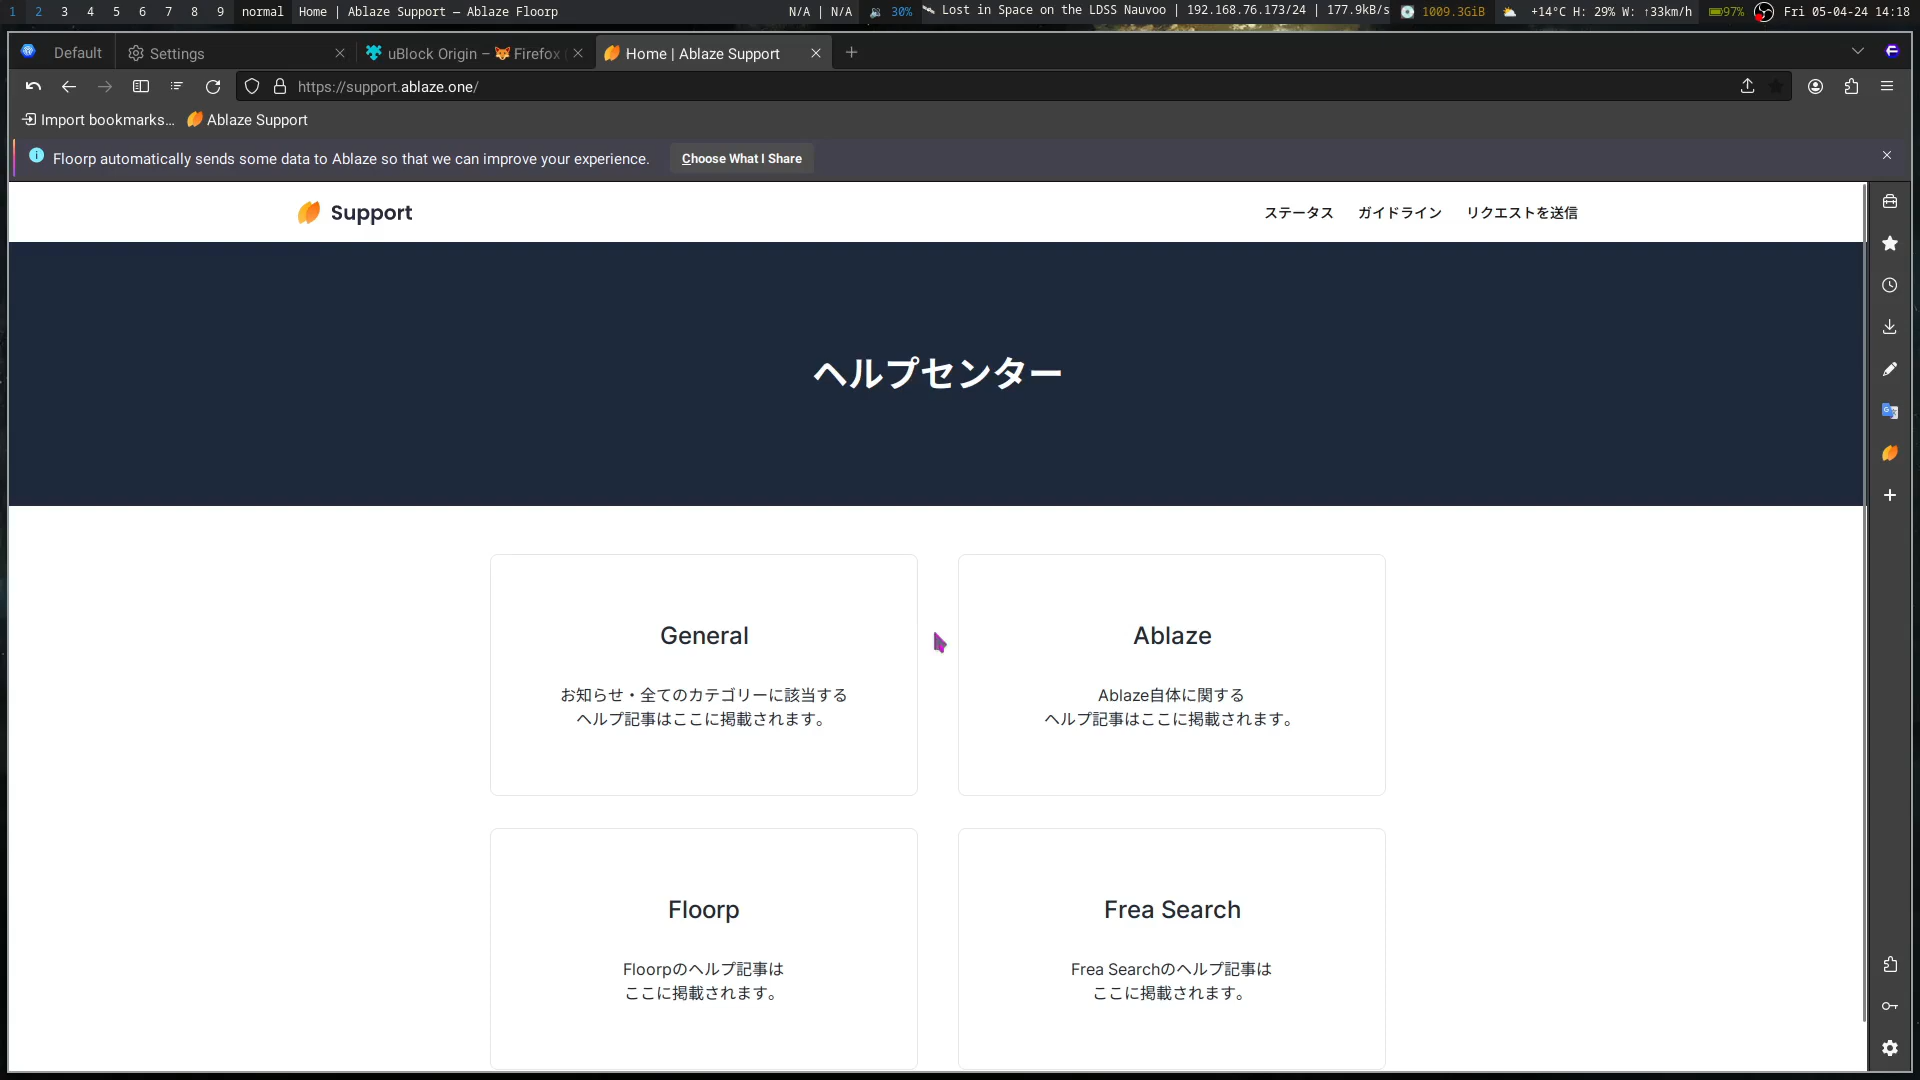 1 2 3 4 5 6 7 8 9 normal Home | Ablaze Support — Ablaze Floorp N/A | N/A 30% Lost in Space on the LDSS Nauvoo | 192.168.76.173/24 | 177.9kB/s 1009.3GiB +14°C H: 29% W: ↑33km/h 97% Fri 05-04-24 14:18
Default Settings uBlock Origin – 🦊 Firefox Home | Ablaze Support
https://support.ablaze.one/
Import bookmarks... Ablaze Support
Floorp automatically sends some data to Ablaze so that we can improve your experience. Choose What I Share
Support ステータス ガイドライン リクエストを送信
ヘルプセンター
General
お知らせ・全てのカテゴリーに該当する
ヘルプ記事はここに掲載されます。
Ablaze
Ablaze自体に関する
ヘルプ記事はここに掲載されます。
Floorp
Floorpのヘルプ記事は
ここに掲載されます。
Frea Search
Frea Searchのヘルプ記事は
ここに掲載されます。